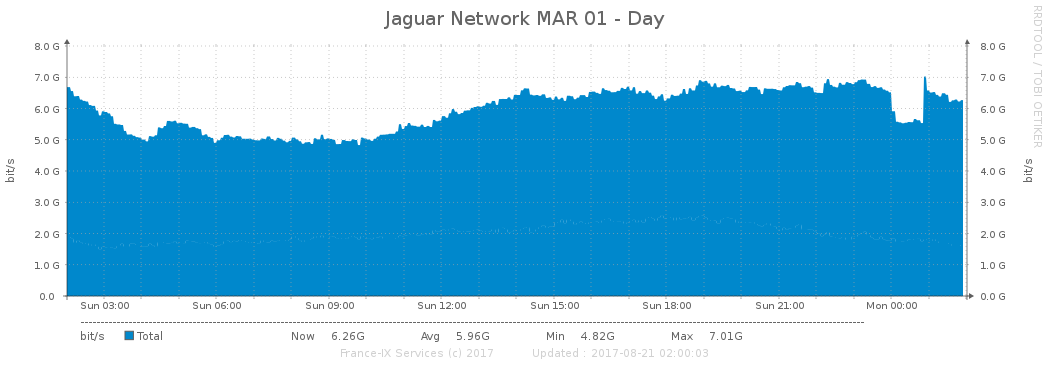 Jaguar Network MAR 01 - Day
RRDTOOL / TOBI OETIKER
8.0 G 8.0 G
7.0 G 7.0 G
6.0 G 6.0 G
5.0 G 5.0 G
4.0 G 4.0 G
3.0 G 3.0 G
2.0 G 2.0 G
1.0 G 1.0 G
0.0 0.0 G
bit/s bit/s
Sun 03:00 Sun 06:00 Sun 09:00 Sun 12:00 Sun 15:00 Sun 18:00 Sun 21:00 Mon 00:00
bit/s Total Now 6.26G Avg 5.96G Min 4.82G Max 7.01G
France-IX Services (c) 2017 Updated : 2017-08-21 02:00:03